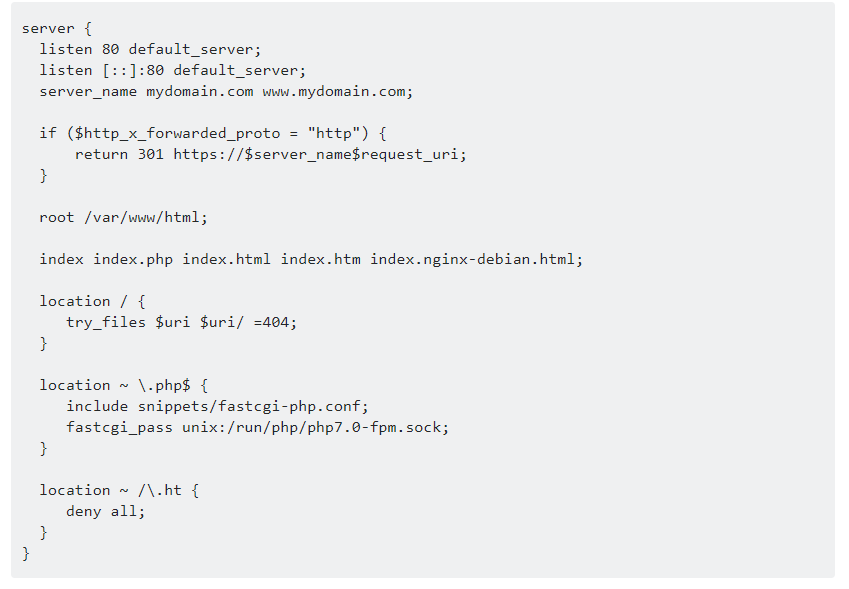 server {
listen 80 default_server;
listen [::]:80 default_server;
server_name mydomain.com www.mydomain.com;
if ($http_x_forwarded_proto = "http") {
return 301 https://$server_name$request_uri;
}
root /var/www/html;
index index.php index.html index.htm index.nginx-debian.html;
location / {
try_files $uri $uri/ =404;
}
location ~ \.php$ {
include snippets/fastcgi-php.conf;
fastcgi_pass unix:/run/php/php7.0-fpm.sock;
}
location ~ /\.ht {
deny all;
}
}